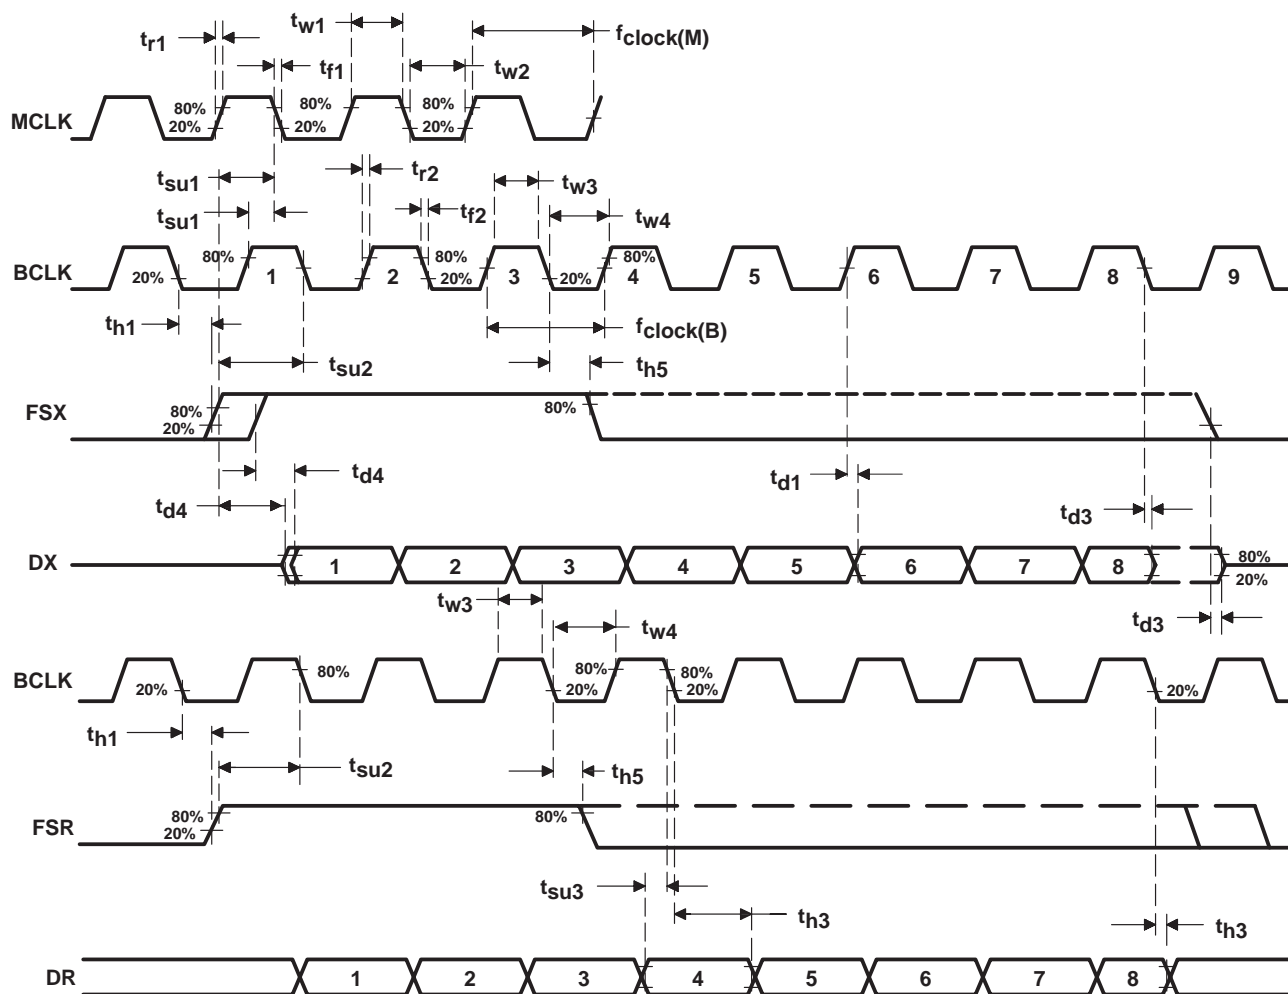 tr1
tw1
fclock(M)
tf1
tw2
MCLK
80%
20%
80%
20%
80%
20%
tsu1
tr2
tw3
tsu1
tf2
tw4
BCLK
20%
80%
1
2
80%
20%
3
20%
80%
4
5
6
7
8
9
th1
fclock(B)
tsu2
th5
FSX
80%
20%
80%
td4
td1
td4
td3
DX
1
2
3
4
5
6
7
8
80%
20%
tw3
tw4
td3
BCLK
20%
80%
80%
20%
80%
20%
20%
th1
tsu2
th5
FSR
80%
20%
80%
tsu3
th3
th3
DR
1
2
3
4
5
6
7
8